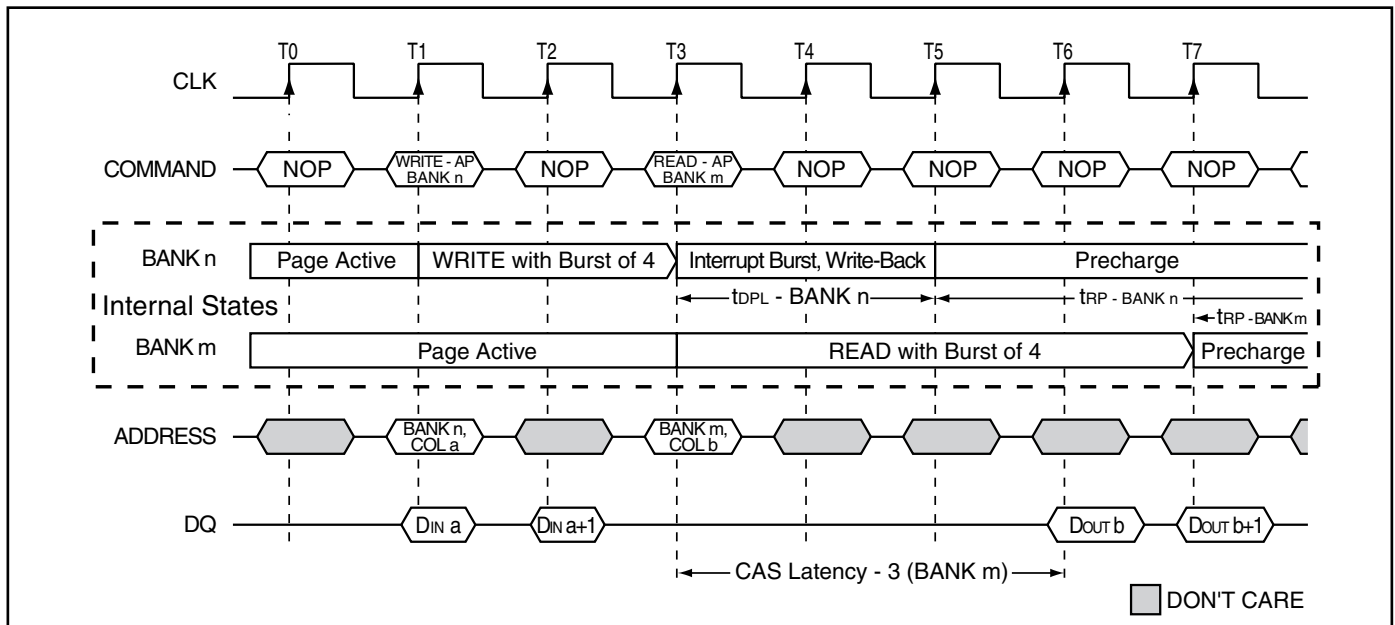 T0 T1 T2 T3 T4 T5 T6 T7
CLK
COMMAND NOP WRITE - AP BANK n NOP READ - AP BANK m NOP NOP NOP NOP
BANK n Page Active WRITE with Burst of 4 Interrupt Burst, Write-Back Precharge
tDPL - BANK n tRP - BANK n
Internal States
tRP - BANK m
BANK m Page Active READ with Burst of 4 Precharge
ADDRESS BANK n, COL a BANK m, COL b
DQ DIN a DIN a+1 DOUT b DOUT b+1
CAS Latency - 3 (BANK m)
DON'T CARE